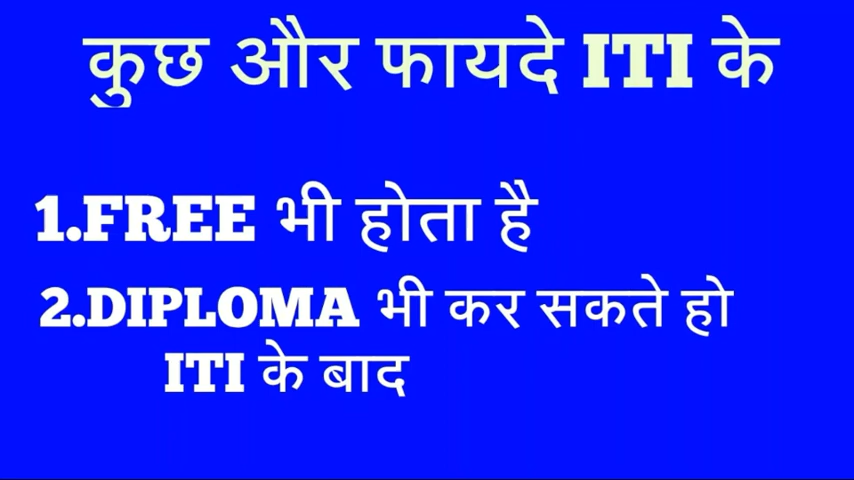 कुछ और फायदे ITI के
1.FREE भी होता है
2.DIPLOMA भी कर सकते हो
ITI के बाद